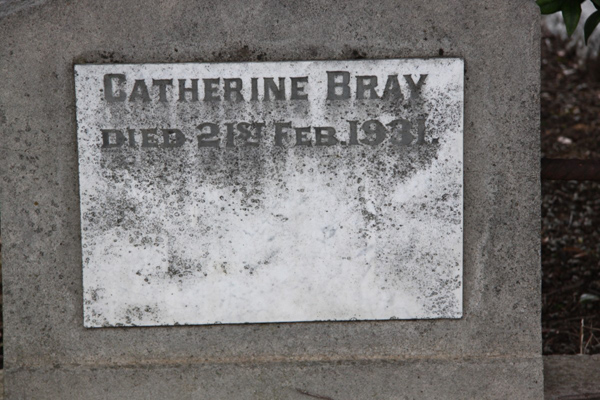 CATHERINE BRAY
DIED 21ST FEB. 1931.